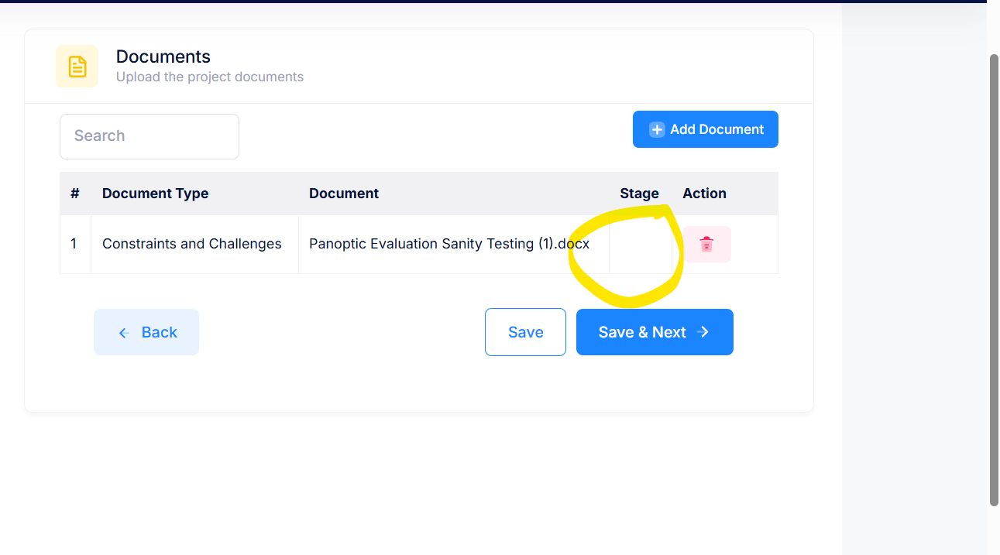 Documents
Upload the project documents
Search
Add Document
# Document Type Document Stage Action
1 Constraints and Challenges Panoptic Evaluation Sanity Testing (1).docx
Back Save Save & Next